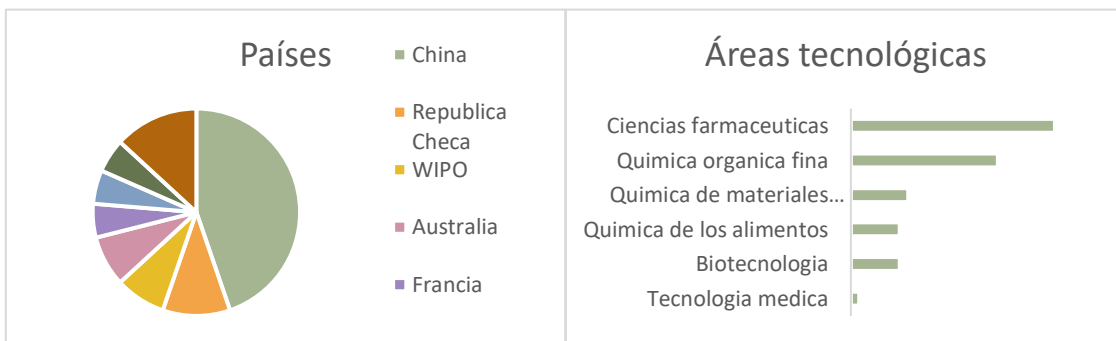 Países
China
Republica
Checa
WIPO
Australia
Francia
Áreas tecnológicas
Ciencias farmaceuticas
Quimica organica fina
Quimica de materiales...
Quimica de los alimentos
Biotecnologia
Tecnologia medica